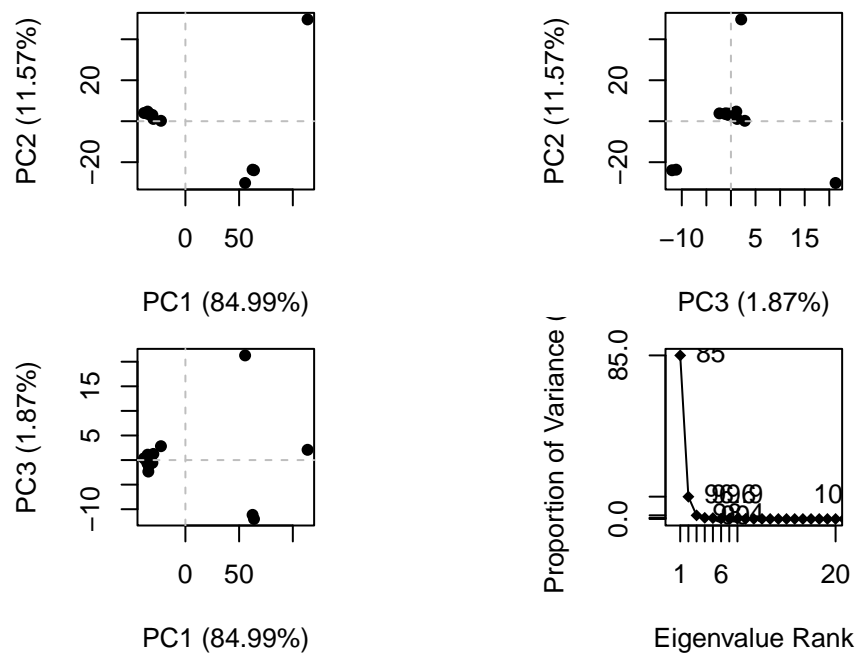 PC2 (11.57%)
20
−20
0 50
PC1 (84.99%)
PC2 (11.57%)
20
−20
−10 5 15
PC3 (1.87%)
PC3 (1.87%)
15
5
−10
0 50
PC1 (84.99%)
Proportion of Variance (
85.0
0.0
85
10
1 6 20
Eigenvalue Rank